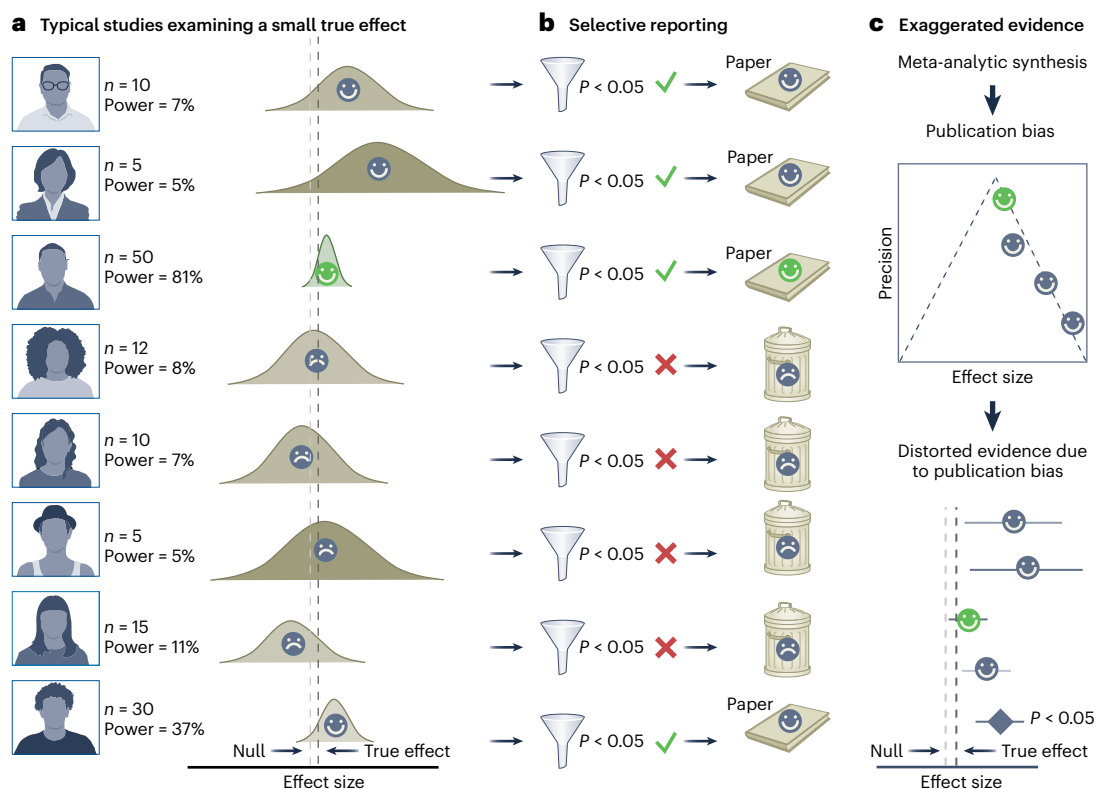 a Typical studies examining a small true effect
n = 10
Power = 7%
n = 5
Power = 5%
n = 50
Power = 81%
n = 12
Power = 8%
n = 10
Power = 7%
n = 5
Power = 5%
n = 15
Power = 11%
n = 30
Power = 37%
Null
True effect
Effect size
b Selective reporting
P < 0.05
Paper
P < 0.05
Paper
P < 0.05
Paper
P < 0.05
P < 0.05
P < 0.05
P < 0.05
P < 0.05
Paper
c Exaggerated evidence
Meta-analytic synthesis
Publication bias
Precision
Effect size
Distorted evidence due
to publication bias
P < 0.05
Null
True effect
Effect size